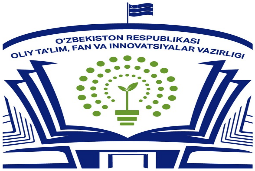 O'ZBEKISTON RESPUBLIKASI
OLIY TA'LIM, FAN VA INNOVATSIYALAR VAZIRLIGI